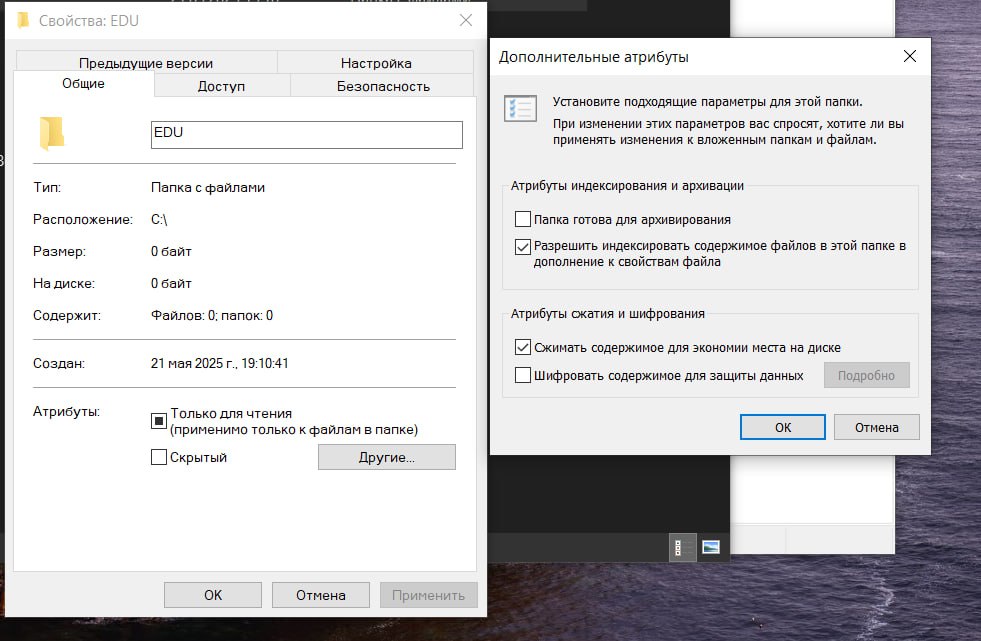 Свойства: EDU
Предыдущие версии
Настройка
Общие
Доступ
Безопасность
EDU
Тип:
Папка с файлами
Расположение:
C:\
Размер:
0 байт
На диске:
0 байт
Содержит:
Файлов: 0; папок: 0
Создан:
21 мая 2025 г., 19:10:41
Атрибуты:
Только для чтения
(применимо только к файлам в папке)
Скрытый
Другие...
ОК
Отмена
Применить
Дополнительные атрибуты
Установите подходящие параметры для этой папки.
При изменении этих параметров вас спросят, хотите ли вы
применять изменения к вложенным папкам и файлам.
Атрибуты индексирования и архивации
Папка готова для архивирования
Разрешить индексировать содержимое файлов в этой папке в
дополнение к свойствам файла
Атрибуты сжатия и шифрования
Сжимать содержимое для экономии места на диске
Шифровать содержимое для защиты данных
Подробно
ОК
Отмена